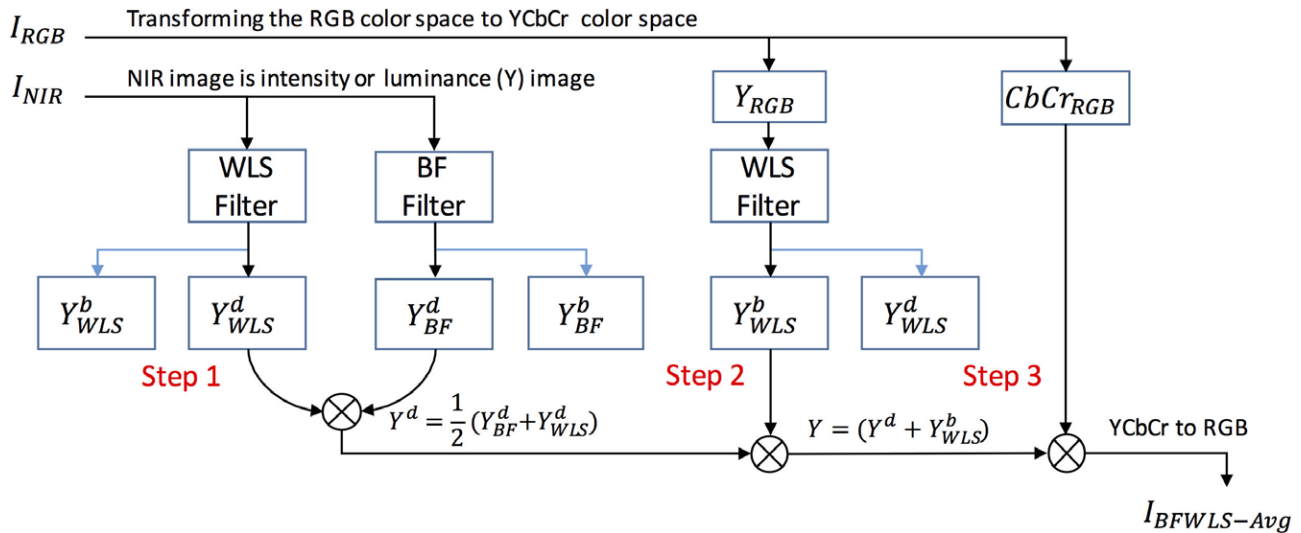 I_RGB Transforming the RGB color space to YCbCr color space
I_NIR NIR image is intensity or luminance (Y) image
Y_RGB CbCr_RGB
WLS Filter
BF Filter
WLS Filter
Y^b_WLS Y^d_WLS Y^d_BF Y^b_BF Y^b_WLS Y^d_WLS
Step 1 Step 2 Step 3
Y^d = 1/2 (Y^d_BF+Y^d_WLS)
Y = (Y^d + Y^b_WLS)
YCbCr to RGB
I_BFWLS−Avg